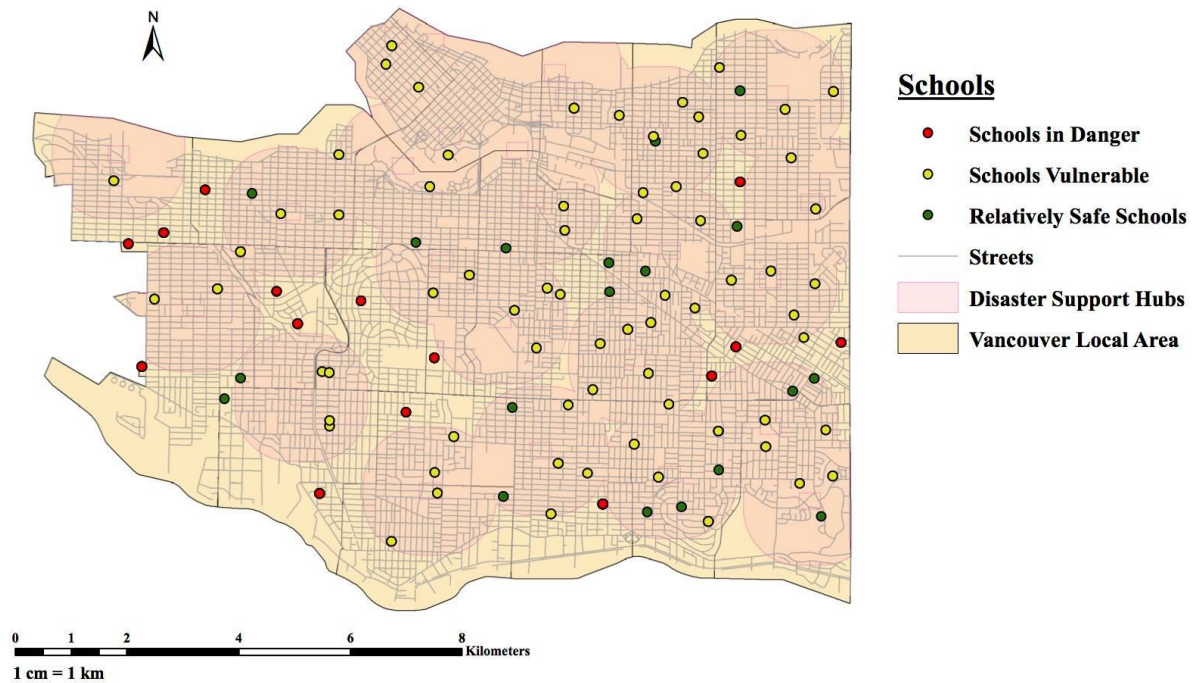 N
Schools
Schools in Danger
Schools Vulnerable
Relatively Safe Schools
Streets
Disaster Support Hubs
Vancouver Local Area
0 1 2 4 6 8
Kilometers
1 cm = 1 km